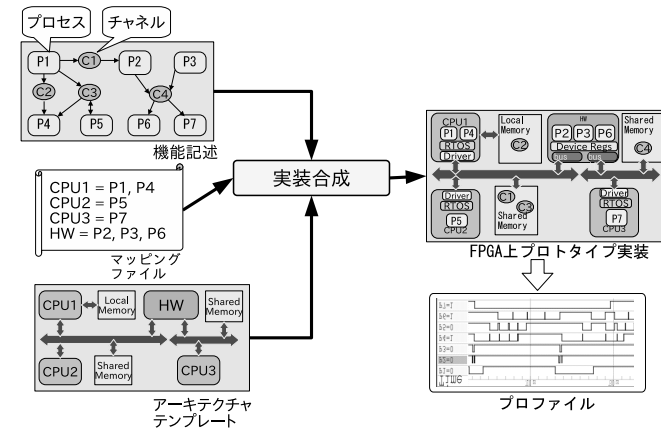 プロセス
チャネル
P1
C1
P2
P3
C2
C3
C4
P4
P5
P6
P7
機能記述
CPU1 = P1, P4
CPU2 = P5
CPU3 = P7
HW = P2, P3, P6
マッピング
ファイル
CPU1
Local
Memory
HW
Shared
Memory
CPU2
Shared
Memory
CPU3
アーキテクチャ
テンプレート
実装合成
CPU1
P1
P4
RTOS
Driver
Local
Memory
C2
HW
P2
P3
P6
Device Regs
bus
bus
Shared
Memory
C4
Driver
RTOS
P5
CPU2
C1
C3
Shared
Memory
Driver
RTOS
P7
CPU3
FPGA上プロトタイプ実装
プロファイル